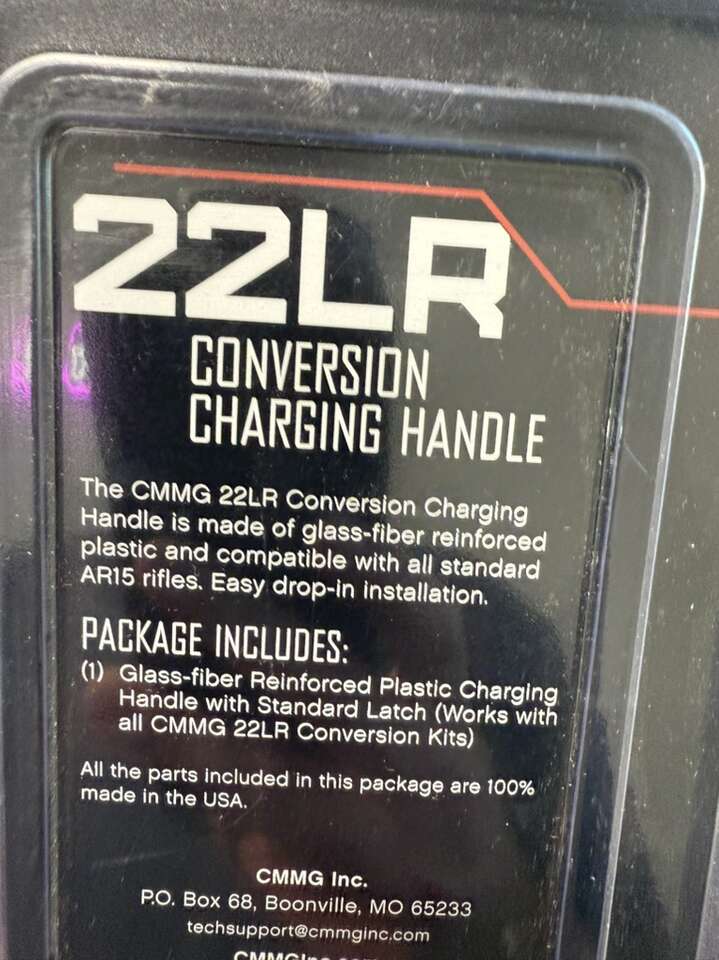 22LR
CONVERSION
CHARGING HANDLE
The CMMG 22LR Conversion Charging
Handle is made of glass-fiber reinforced
plastic and compatible with all standard
AR15 rifles. Easy drop-in installation.
PACKAGE INCLUDES:
(1) Glass-fiber Reinforced Plastic Charging
Handle with Standard Latch (Works with
all CMMG 22LR Conversion Kits)
All the parts included in this package are 100%
made in the USA.
CMMG Inc.
P.O. Box 68, Boonville, MO 65233
techsupport@cmmginc.com